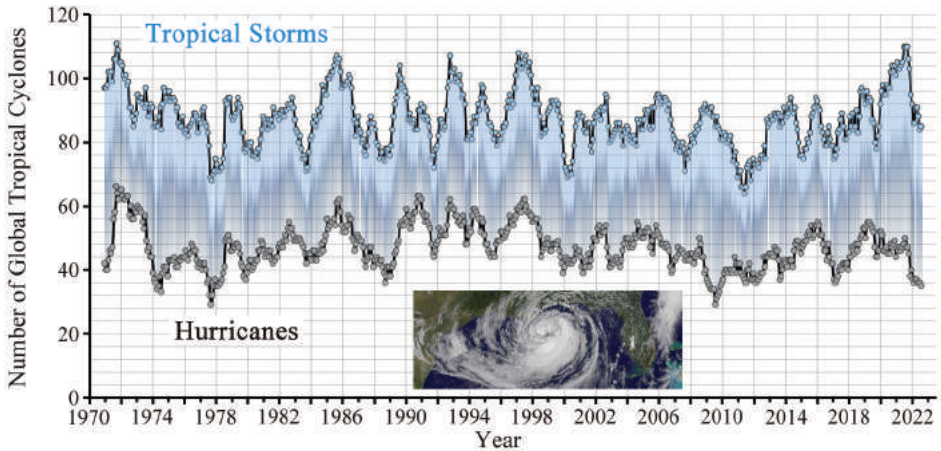 120
Tropical Storms
100
80
60
40
20
0
Number of Global Tropical Cyclones
Hurricanes
1970 1974 1978 1982 1986 1990 1994 1998 2002 2006 2010 2014 2018 2022
Year